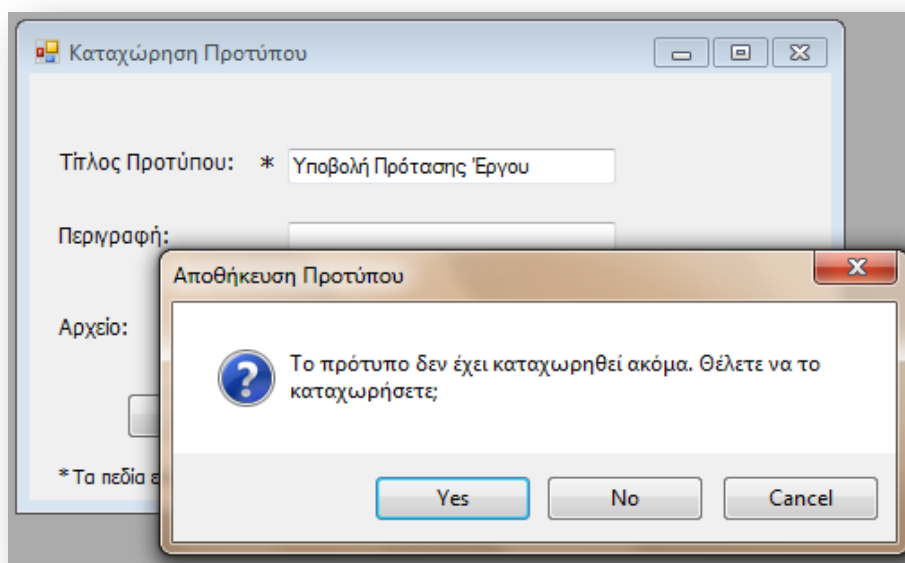 Καταχώρηση Προτύπου
Τίτλος Προτύπου: * Υποβολή Πρότασης Έργου
Περιγραφή:
Αποθήκευση Προτύπου
Αρχείο:
Το πρότυπο δεν έχει καταχωρηθεί ακόμα. Θέλετε να το
καταχωρήσετε;
* Τα πεδία
Yes No Cancel